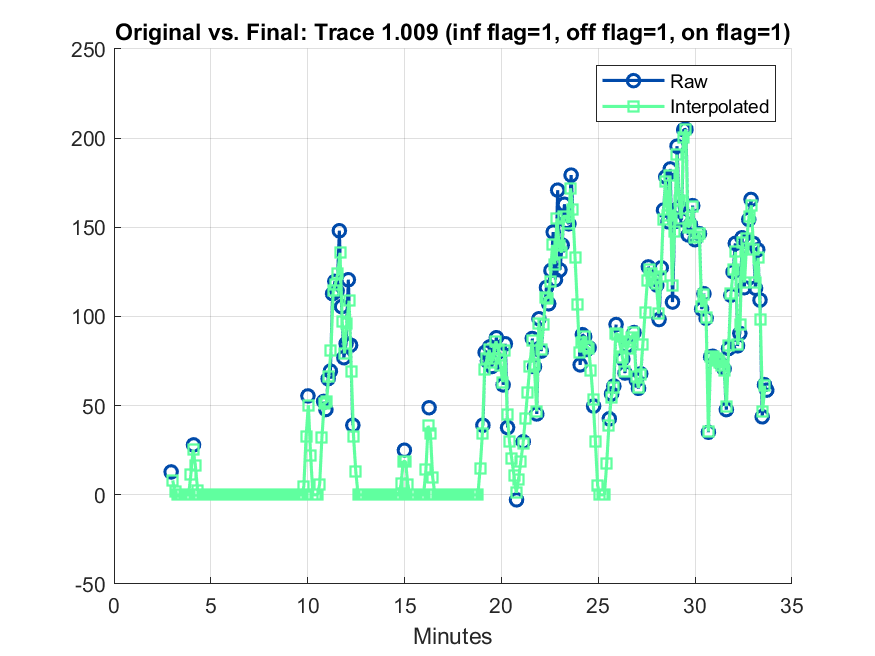 Original vs. Final: Trace 1.009 (inf flag=1, off flag=1, on flag=1)
250
200
150
100
50
0
-50
0 5 10 15 20 25 30 35
Minutes
Raw
Interpolated